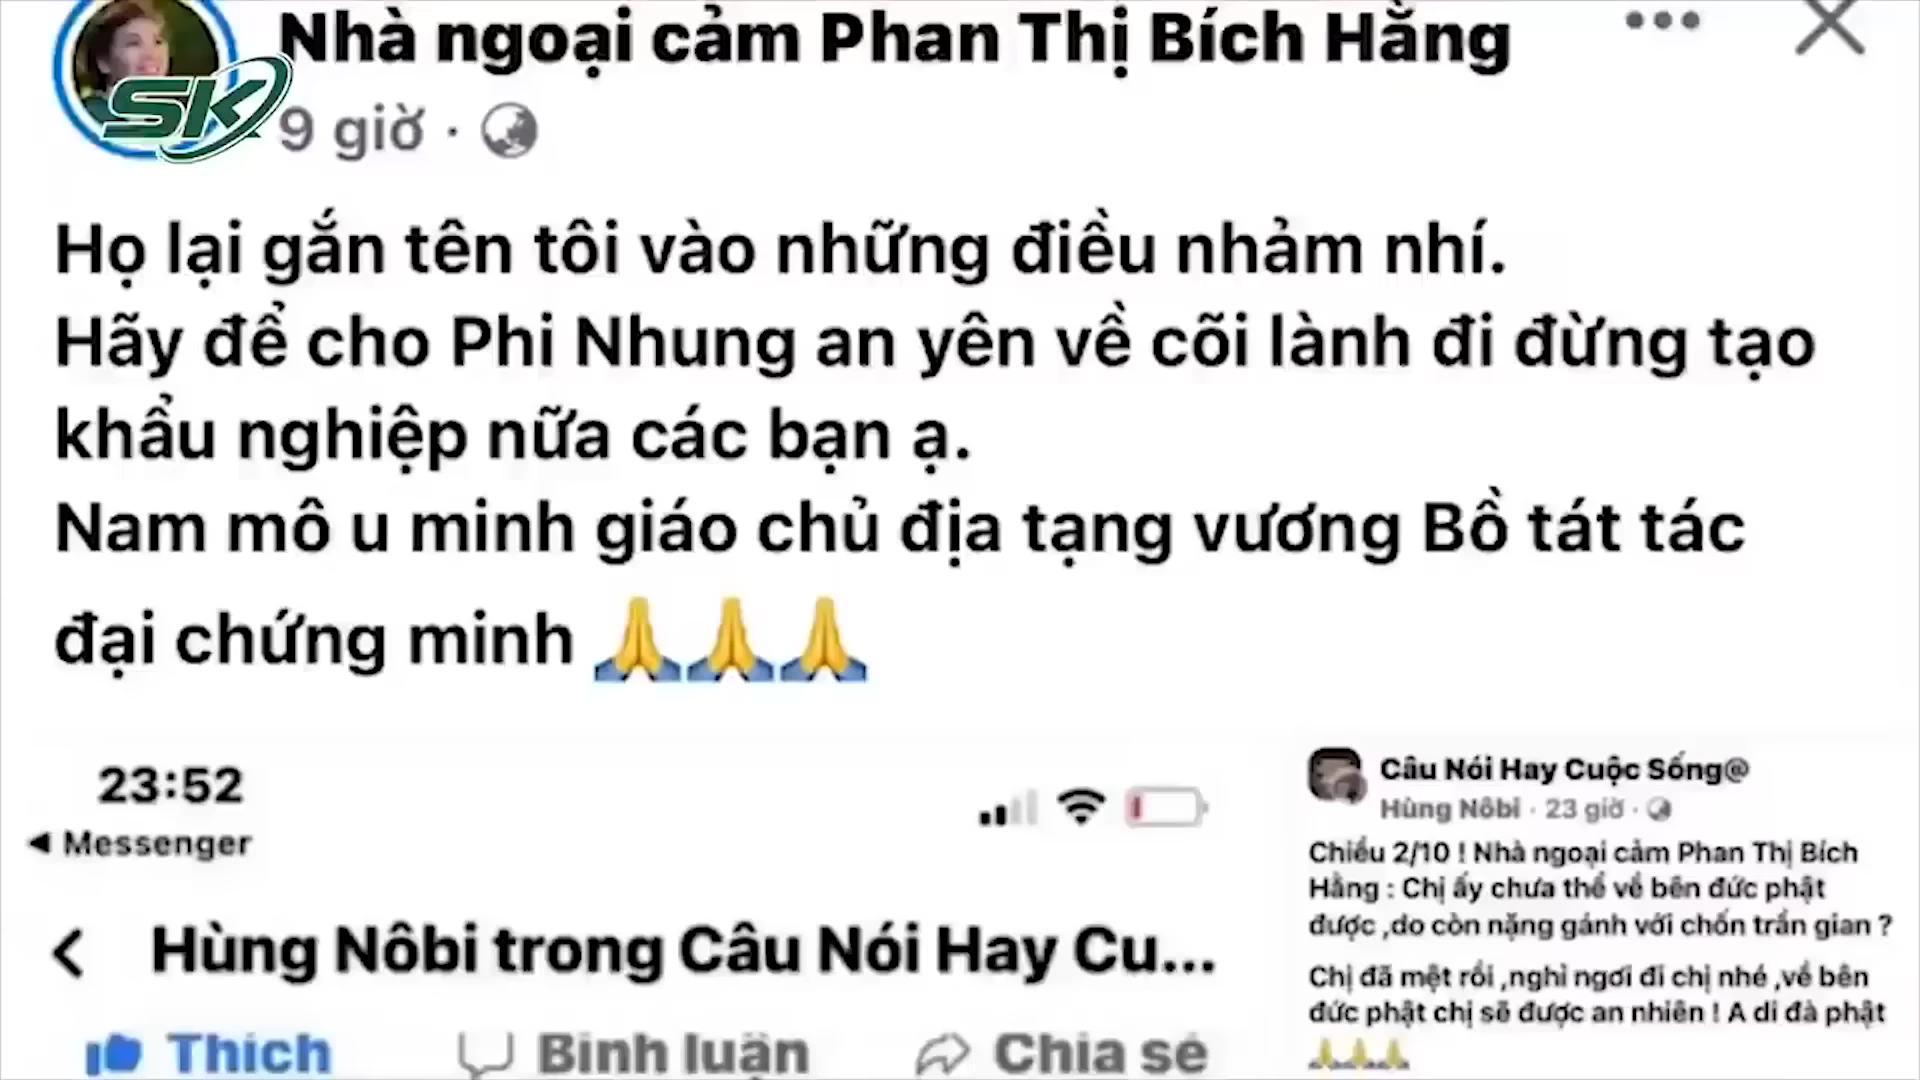 Nhà ngoại cảm Phan Thị Bích Hằng
SK
9 giờ ·
Họ lại gắn tên tôi vào những điều nhảm nhí.
Hãy để cho Phi Nhung an yên về cõi lành đi đừng tạo
khẩu nghiệp nữa các bạn ạ.
Nam mô u minh giáo chủ địa tạng vương Bồ tát tác
đại chứng minh 🙏🙏🙏
23:52
Messenger
Hùng Nôbi trong Câu Nói Hay Cu...
Thích
Bình luận
Chia sẻ
Câu Nói Hay Cuộc Sống@
Hùng Nôbi · 23 giờ ·
Chiều 2/10 ! Nhà ngoại cảm Phan Thị Bích
Hằng : Chị ấy chưa thể về bên đức phật
được ,do còn nặng gánh với chốn trần gian ?
Chị đã mệt rồi ,nghỉ ngơi đi chị nhé ,về bên
đức phật chị sẽ được an nhiên ! A di đà phật
🙏🙏🙏